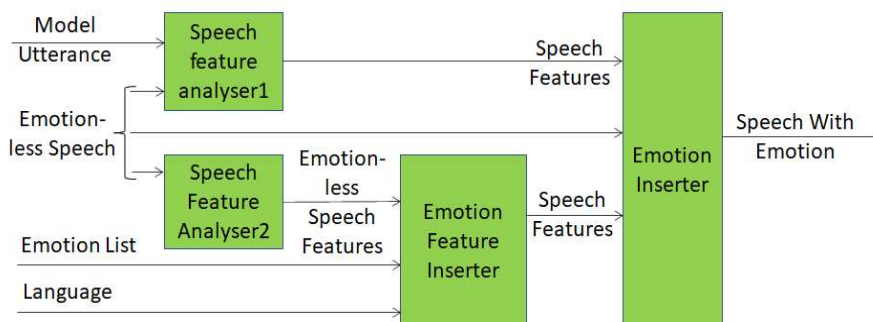 Model
Utterance
Speech
feature
analyser1
Speech
Features
Emotion-
less Speech
Speech
Feature
Analyser2
Emotion-
less
Speech
Features
Emotion
Feature
Inserter
Speech
Features
Emotion
Inserter
Speech With
Emotion
Emotion List
Language